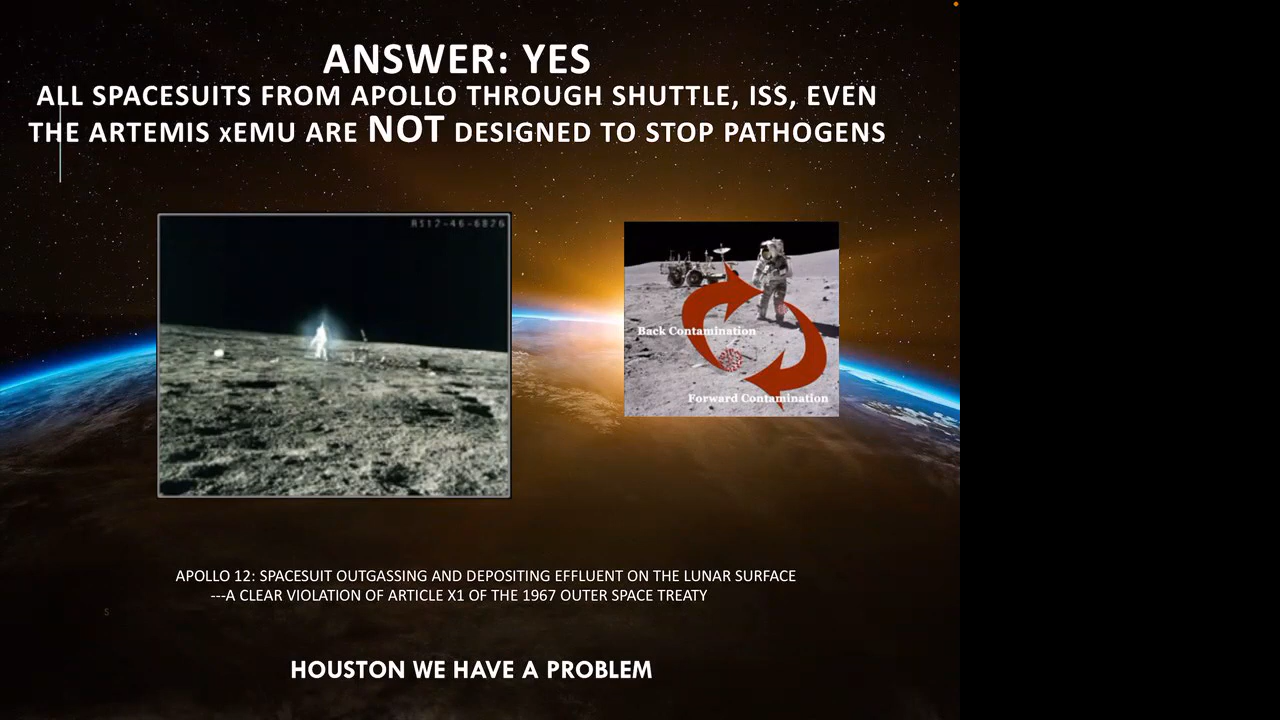 ANSWER: YES
ALL SPACESUITS FROM APOLLO THROUGH SHUTTLE, ISS, EVEN
THE ARTEMIS xEMU ARE NOT DESIGNED TO STOP PATHOGENS
AS12-46-6826
Back Contamination
Forward Contamination
APOLLO 12: SPACESUIT OUTGASSING AND DEPOSITING EFFLUENT ON THE LUNAR SURFACE
---A CLEAR VIOLATION OF ARTICLE X1 OF THE 1967 OUTER SPACE TREATY
5
HOUSTON WE HAVE A PROBLEM